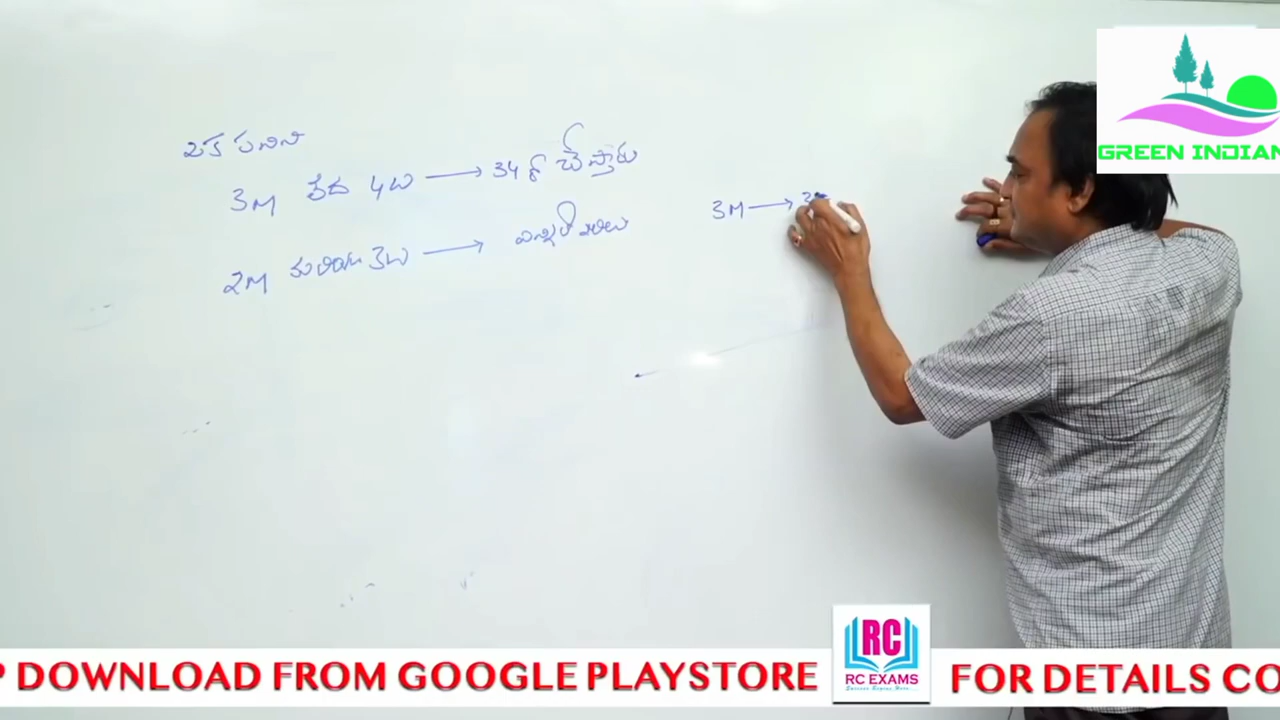 ఒక పనిని
3M లేదా 4W → 34 రో చేస్తారు
2M మరియు 3W → ఎన్ని రోజులు
3M → 3
GREEN INDIAN
P DOWNLOAD FROM GOOGLE PLAYSTORE
RC
RC EXAMS
FOR DETAILS CO